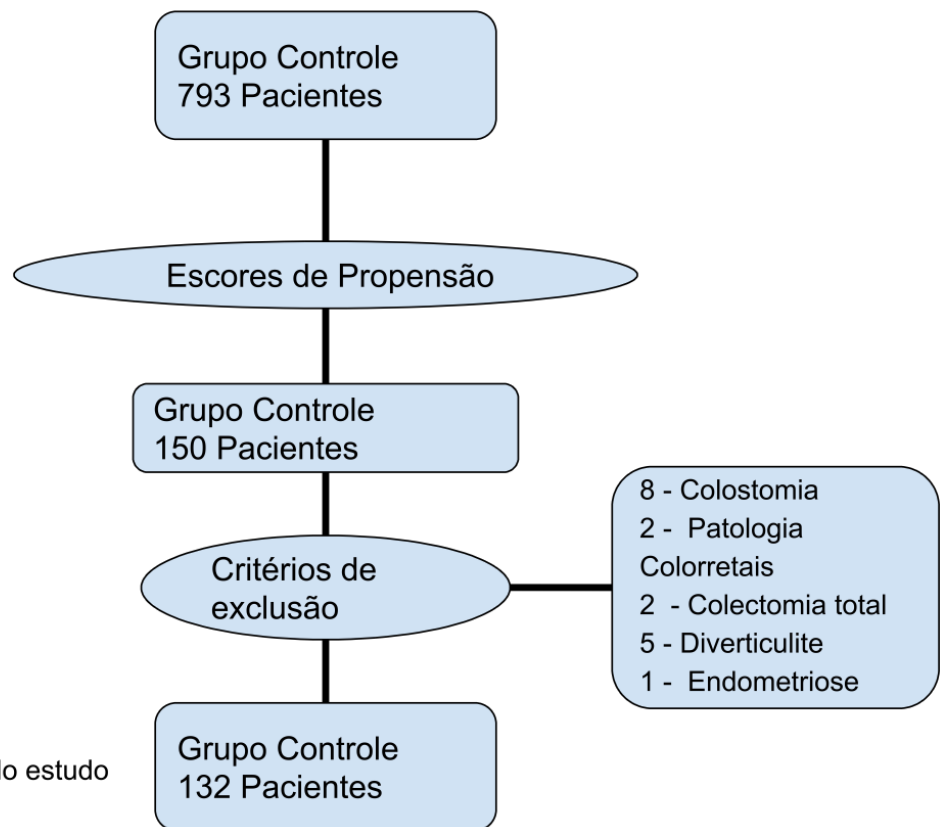 Grupo Controle
793 Pacientes
Escores de Propensão
Grupo Controle
150 Pacientes
8 - Colostomia
2 - Patologia
Colorretais
2 - Colectomia total
5 - Diverticulite
1 - Endometriose
Critérios de
exclusão
Grupo Controle
132 Pacientes
estudo